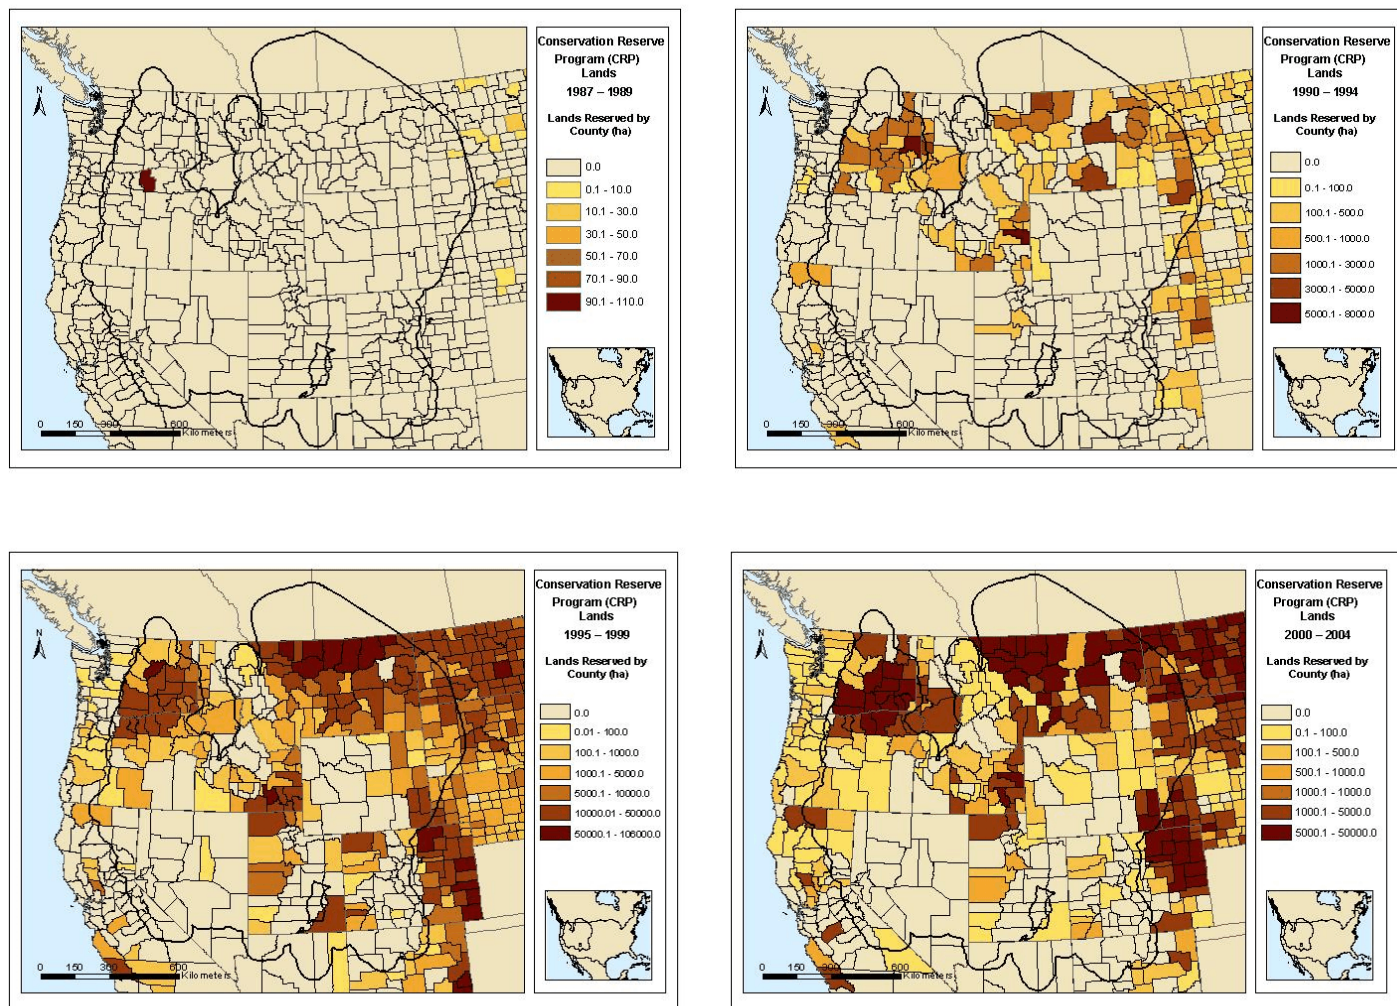 Conservation Reserve
Program (CRP)
Lands
1987 – 1989
Lands Reserved by
County (ha)
0.0
0.1 - 10.0
10.1 - 30.0
30.1 - 50.0
50.1 - 70.0
70.1 - 90.0
90.1 - 110.0
N
0 150 300 600
Kilometers
Conservation Reserve
Program (CRP)
Lands
1990 – 1994
Lands Reserved by
County (ha)
0.0
0.1 - 100.0
100.1 - 500.0
500.1 - 1000.0
1000.1 - 3000.0
3000.1 - 5000.0
5000.1 - 8000.0
N
0 150 300 600
Kilometers
Conservation Reserve
Program (CRP)
Lands
1995 – 1999
Lands Reserved by
County (ha)
0.0
0.01 - 100.0
100.1 - 1000.0
1000.1 - 5000.0
5000.1 - 10000.0
10000.01 - 50000.0
50000.1 - 106000.0
N
0 150 300 600
Kilometers
Conservation Reserve
Program (CRP)
Lands
2000 – 2004
Lands Reserved by
County (ha)
0.0
0.1 - 100.0
100.1 - 500.0
500.1 - 1000.0
1000.1 - 1000.0
1000.1 - 5000.0
5000.1 - 50000.0
N
0 150 300 600
Kilometers